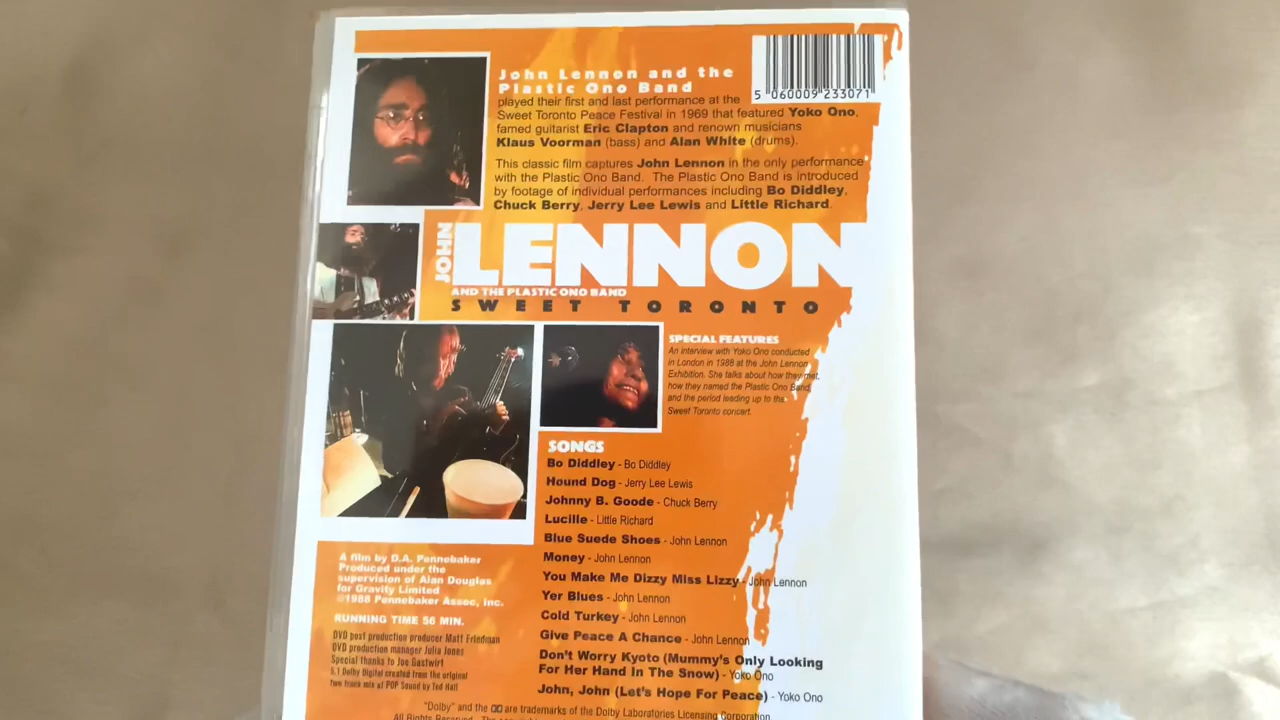 John Lennon and the
Plastic Ono Band
played their first and last performance at the
Sweet Toronto Peace Festival in 1969 that featured Yoko Ono,
famed guitarist Eric Clapton and renown musicians
Klaus Voorman (bass) and Alan White (drums).
5 060009 233071
This classic film captures John Lennon in the only performance
with the Plastic Ono Band. The Plastic Ono Band is introduced
by footage of individual performances including Bo Diddley,
Chuck Berry, Jerry Lee Lewis and Little Richard.
JOHN LENNON
AND THE PLASTIC ONO BAND
SWEET TORONTO
SPECIAL FEATURES
An interview with Yoko Ono conducted
in London in 1988 at the John Lennon
Exhibition. She talks about how they met,
how they named the Plastic Ono Band,
and the period leading up to the
Sweet Toronto concert.
SONGS
Bo Diddley - Bo Diddley
Hound Dog - Jerry Lee Lewis
Johnny B. Goode - Chuck Berry
Lucille - Little Richard
Blue Suede Shoes - John Lennon
Money - John Lennon
You Make Me Dizzy Miss Lizzy - John Lennon
Yer Blues - John Lennon
Cold Turkey - John Lennon
Give Peace A Chance - John Lennon
Don't Worry Kyoto (Mummy's Only Looking
For Her Hand In The Snow) - Yoko Ono
John, John (Let's Hope For Peace) - Yoko Ono
A film by D.A. Pennebaker
Produced under the
supervision of Alan Douglas
for Gravity Limited
©1988 Pennebaker Assoc, inc.
RUNNING TIME 56 MIN.
DVD post production producer Matt Friedman
DVD production manager Julia Jones
Special thanks to Joe Gastwirt
5.1 Dolby Digital created from the original
two track mix at POP Sound by Ted Hall
"Dolby" and the are trademarks of the Dolby Laboratories Licensing Corporation
All Rights Reserved. The